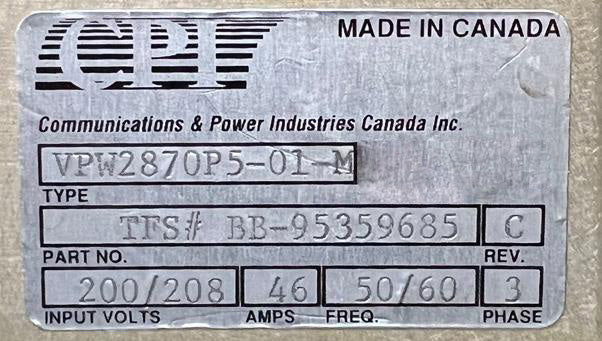 CPI
MADE IN CANADA
Communications & Power Industries Canada Inc.
VPW2870P5-01-M
TYPE
TFS# BB-95359685 C
PART NO. REV.
200/208 46 50/60 3
INPUT VOLTS AMPS FREQ. PHASE